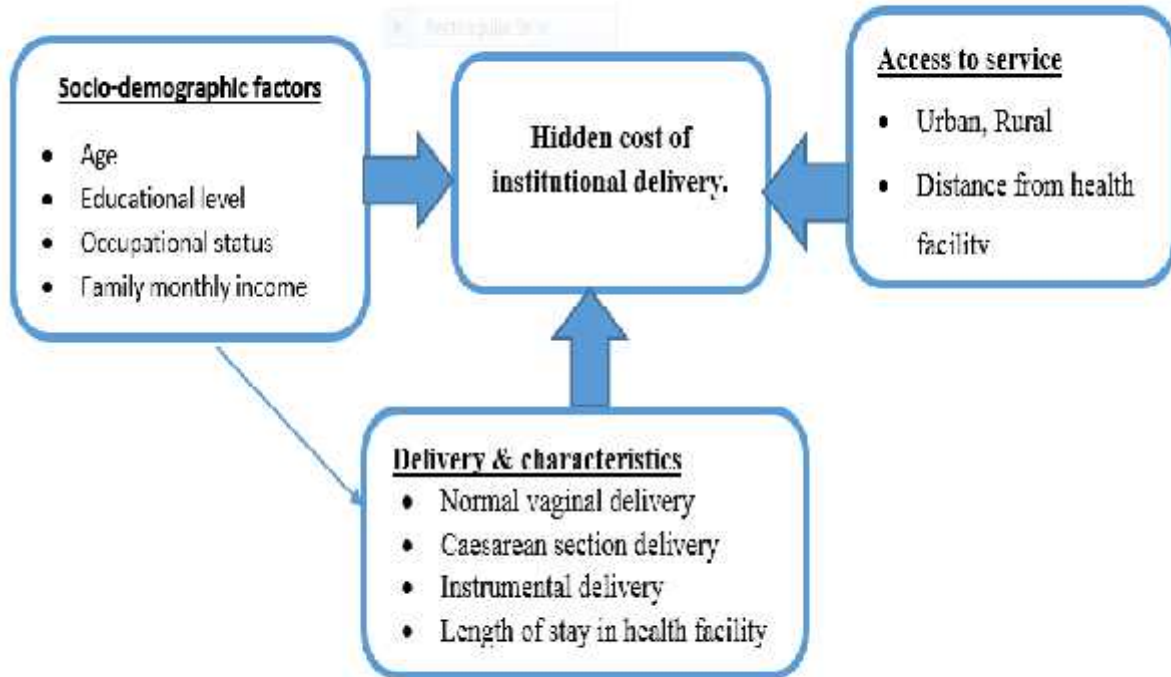 Socio-demographic factors
• Age
• Educational level
• Occupational status
• Family monthly income
Hidden cost of
institutional delivery.
Access to service
• Urban, Rural
• Distance from health
facility
Delivery & characteristics
• Normal vaginal delivery
• Caesarean section delivery
• Instrumental delivery
• Length of stay in health facility